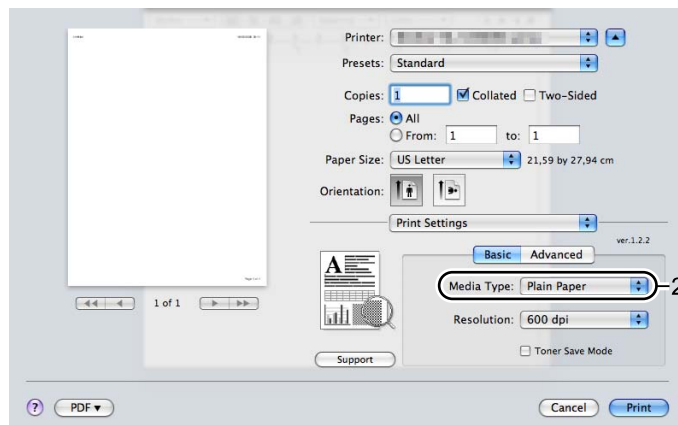 Printer:
Presets: Standard
Copies: 1 Collated Two-Sided
Pages: All
From: 1 to: 1
Paper Size: US Letter 21,59 by 27,94 cm
Orientation:
Print Settings
ver.1.2.2
Basic Advanced
Media Type: Plain Paper 2
Resolution: 600 dpi
Toner Save Mode
1 of 1
Support
? PDF Cancel Print